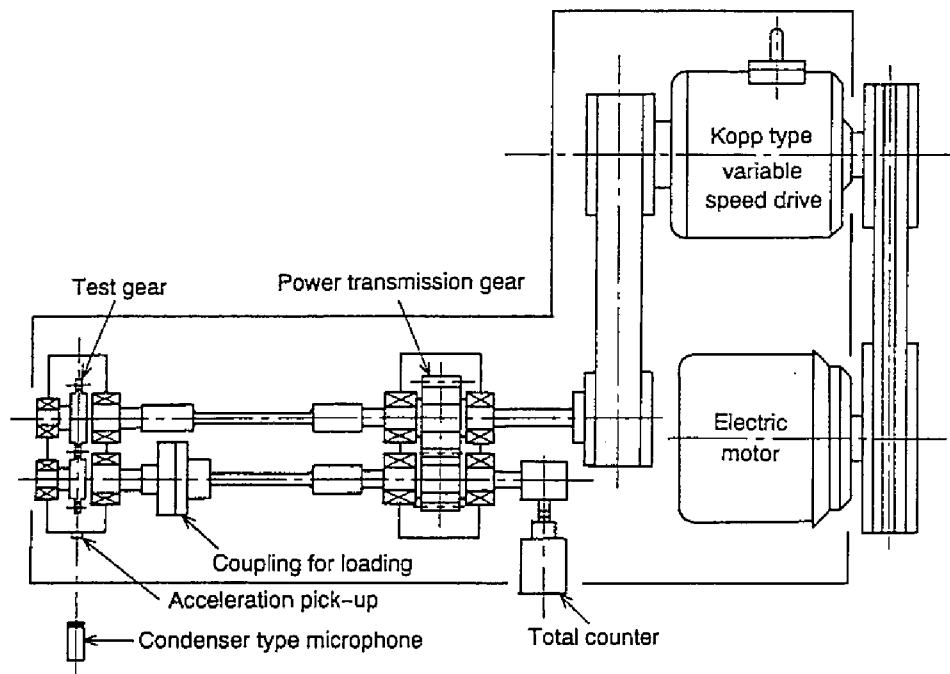 Kopp type
variable
speed drive
Test gear
Power transmission gear
Electric
motor
Coupling for loading
Acceleration pick-up
Condenser type microphone
Total counter